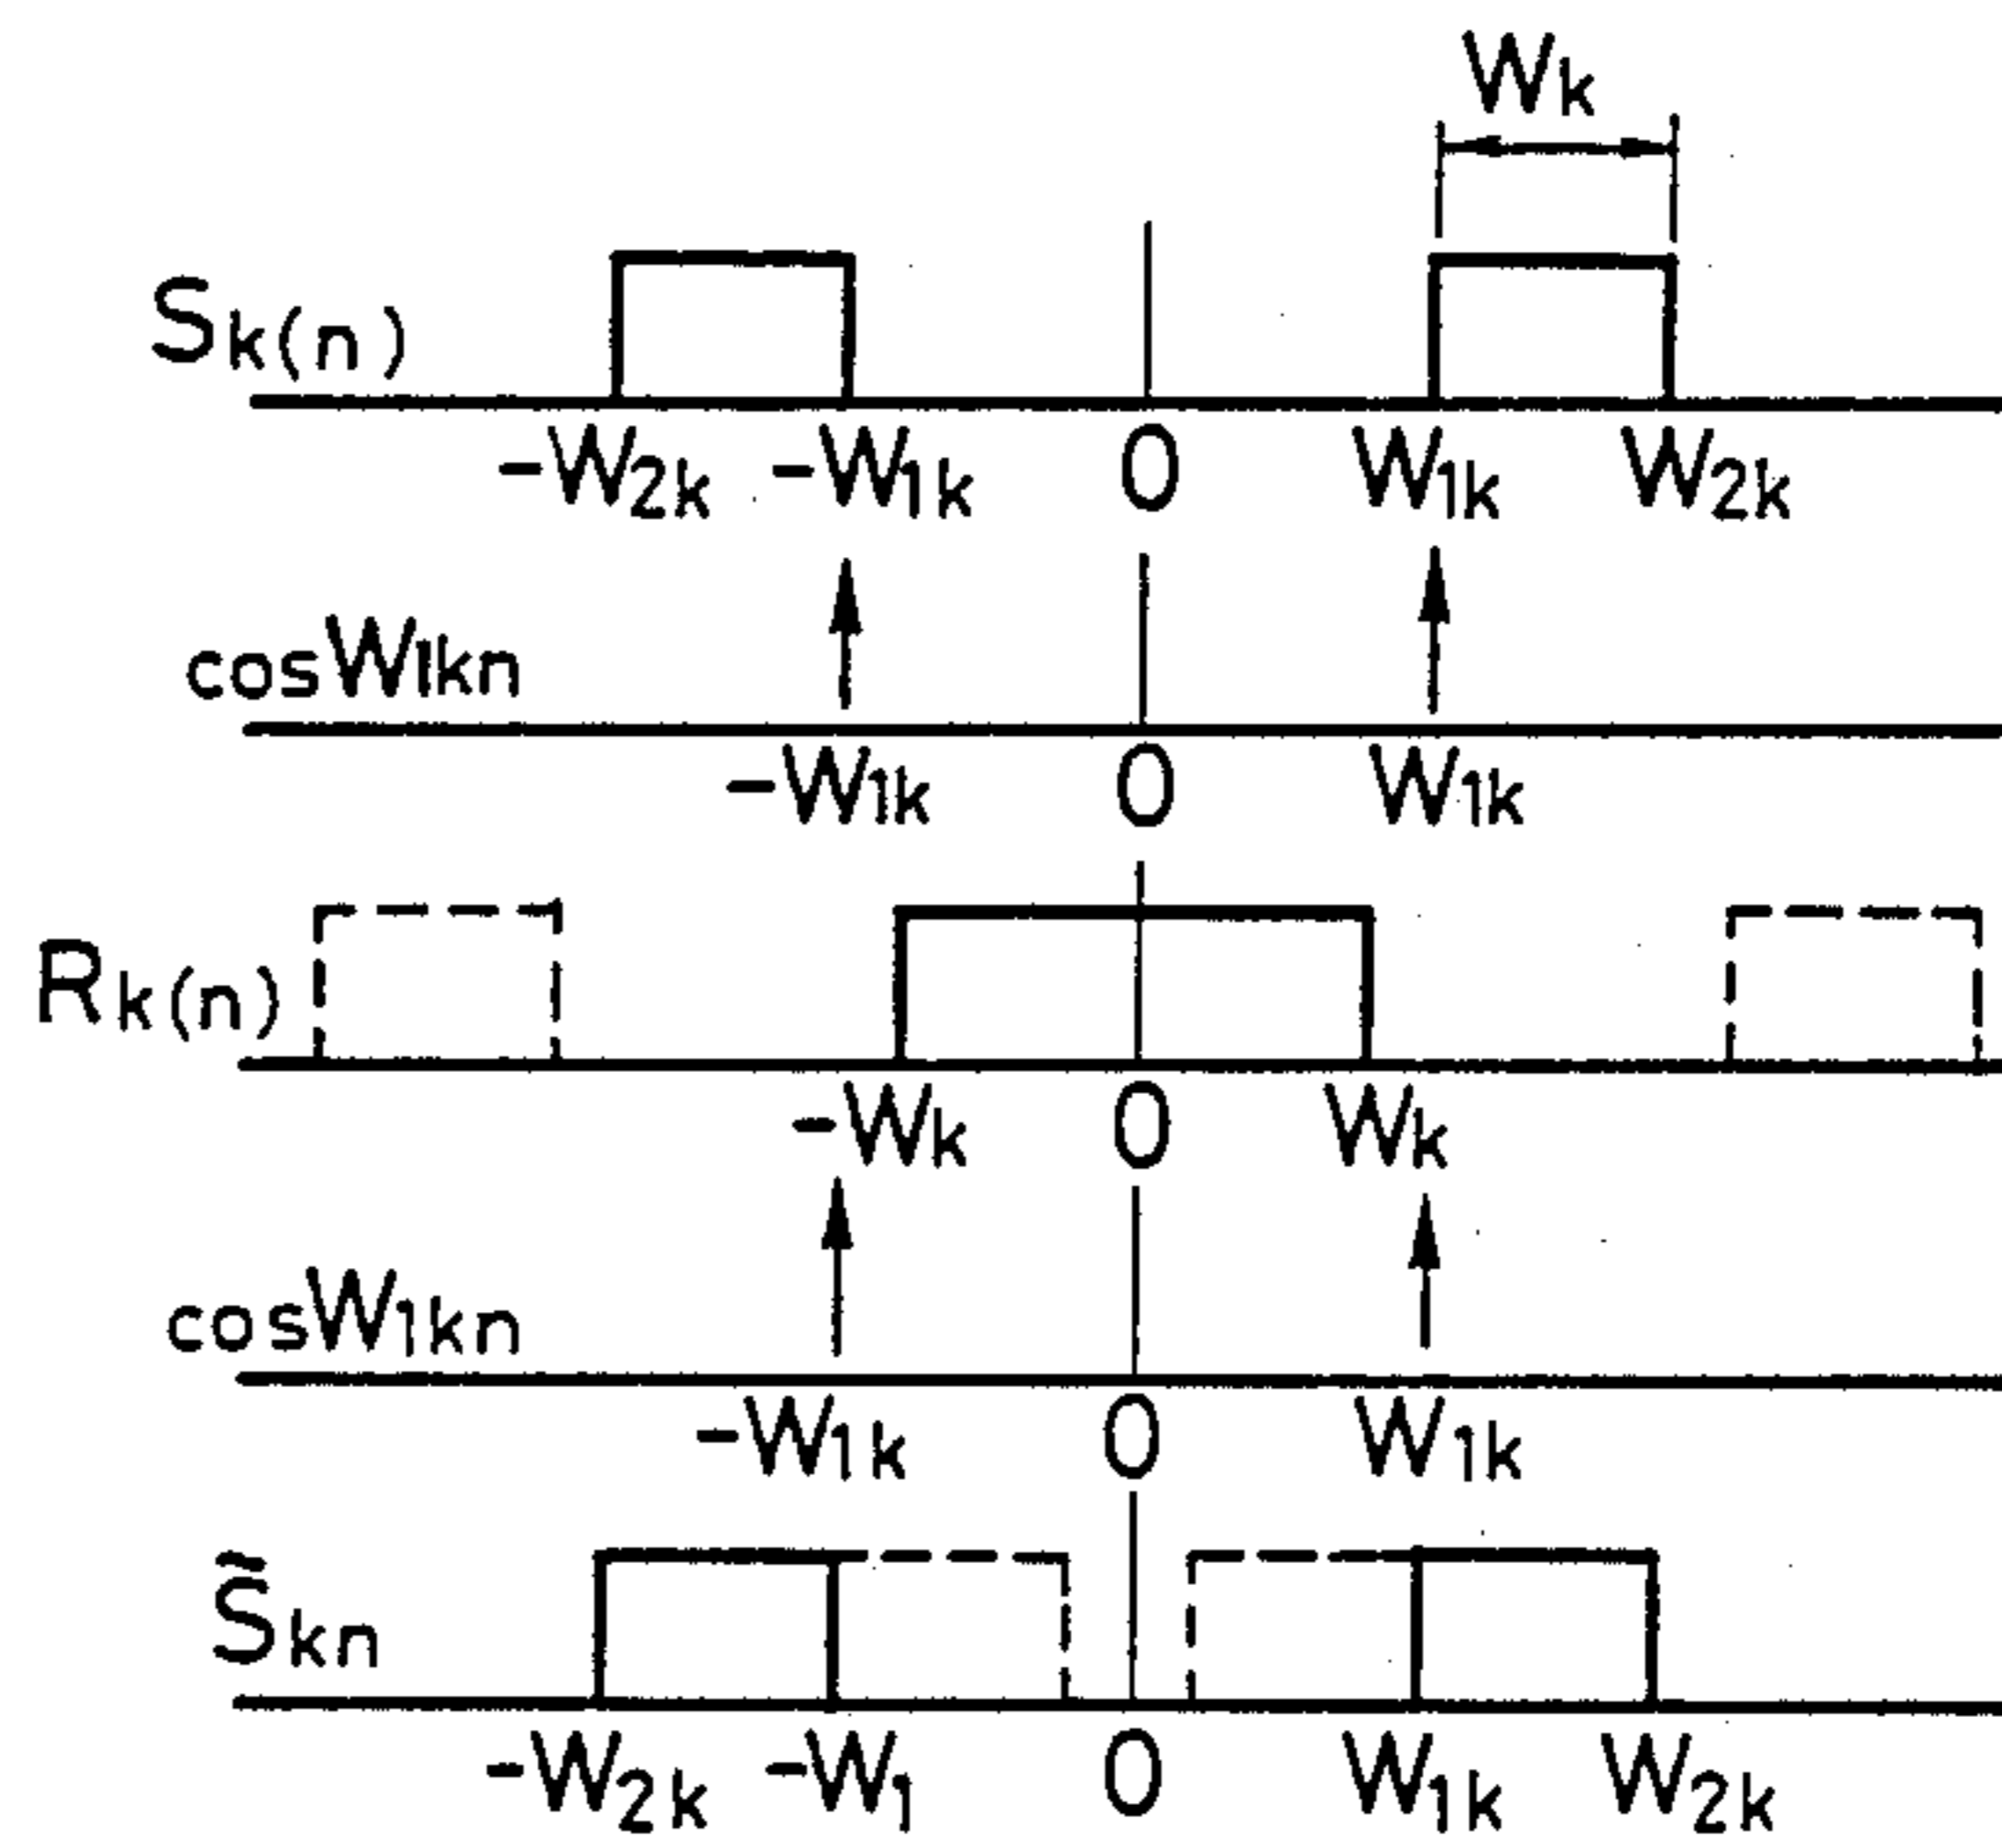 Wk
Sk(n)
-W2k -W1k 0 W1k W2k
cosW1kn
-W1k 0 W1k
Rk(n)
-Wk 0 Wk
cosW1kn
-W1k 0 W1k
S̃kn
-W2k -W1 0 W1k W2k